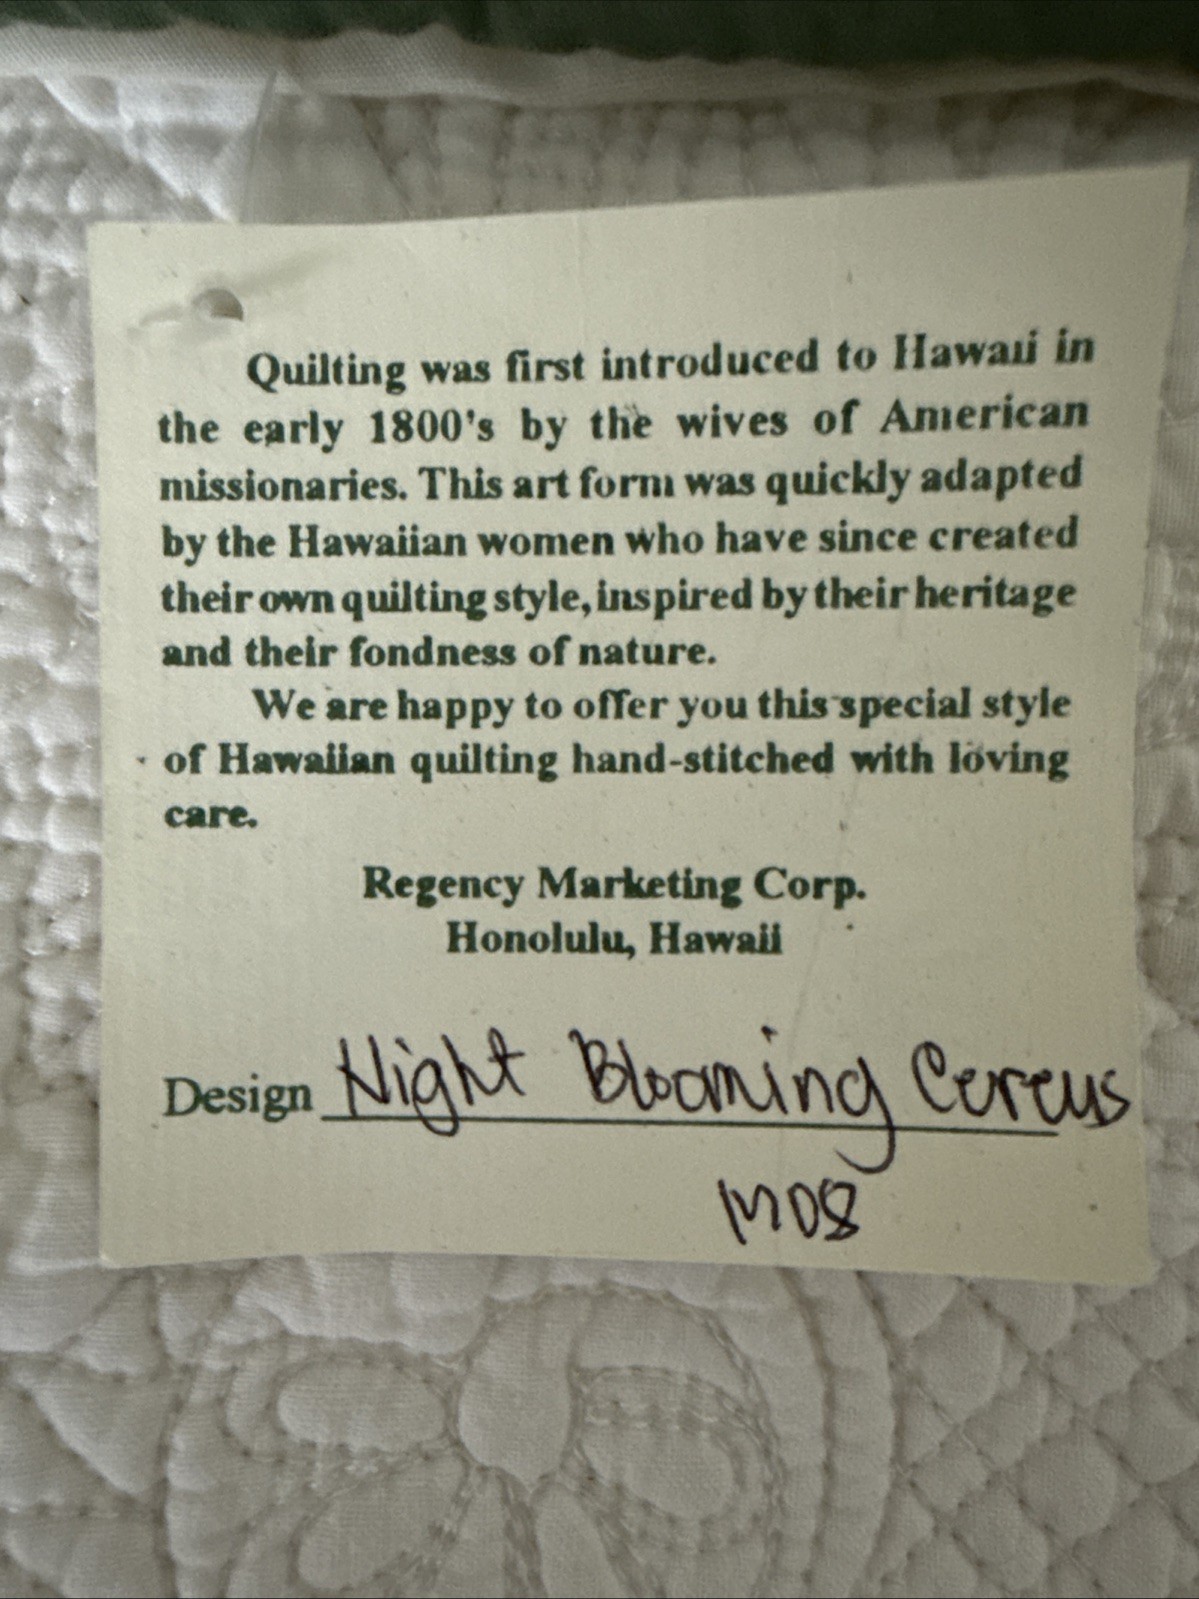 Quilting was first introduced to Hawaii in
the early 1800's by the wives of American
missionaries. This art form was quickly adapted
by the Hawaiian women who have since created
their own quilting style, inspired by their heritage
and their fondness of nature.
We are happy to offer you this special style
of Hawaiian quilting hand-stitched with loving
care.
Regency Marketing Corp.
Honolulu, Hawaii
Design Night Blooming Cereus